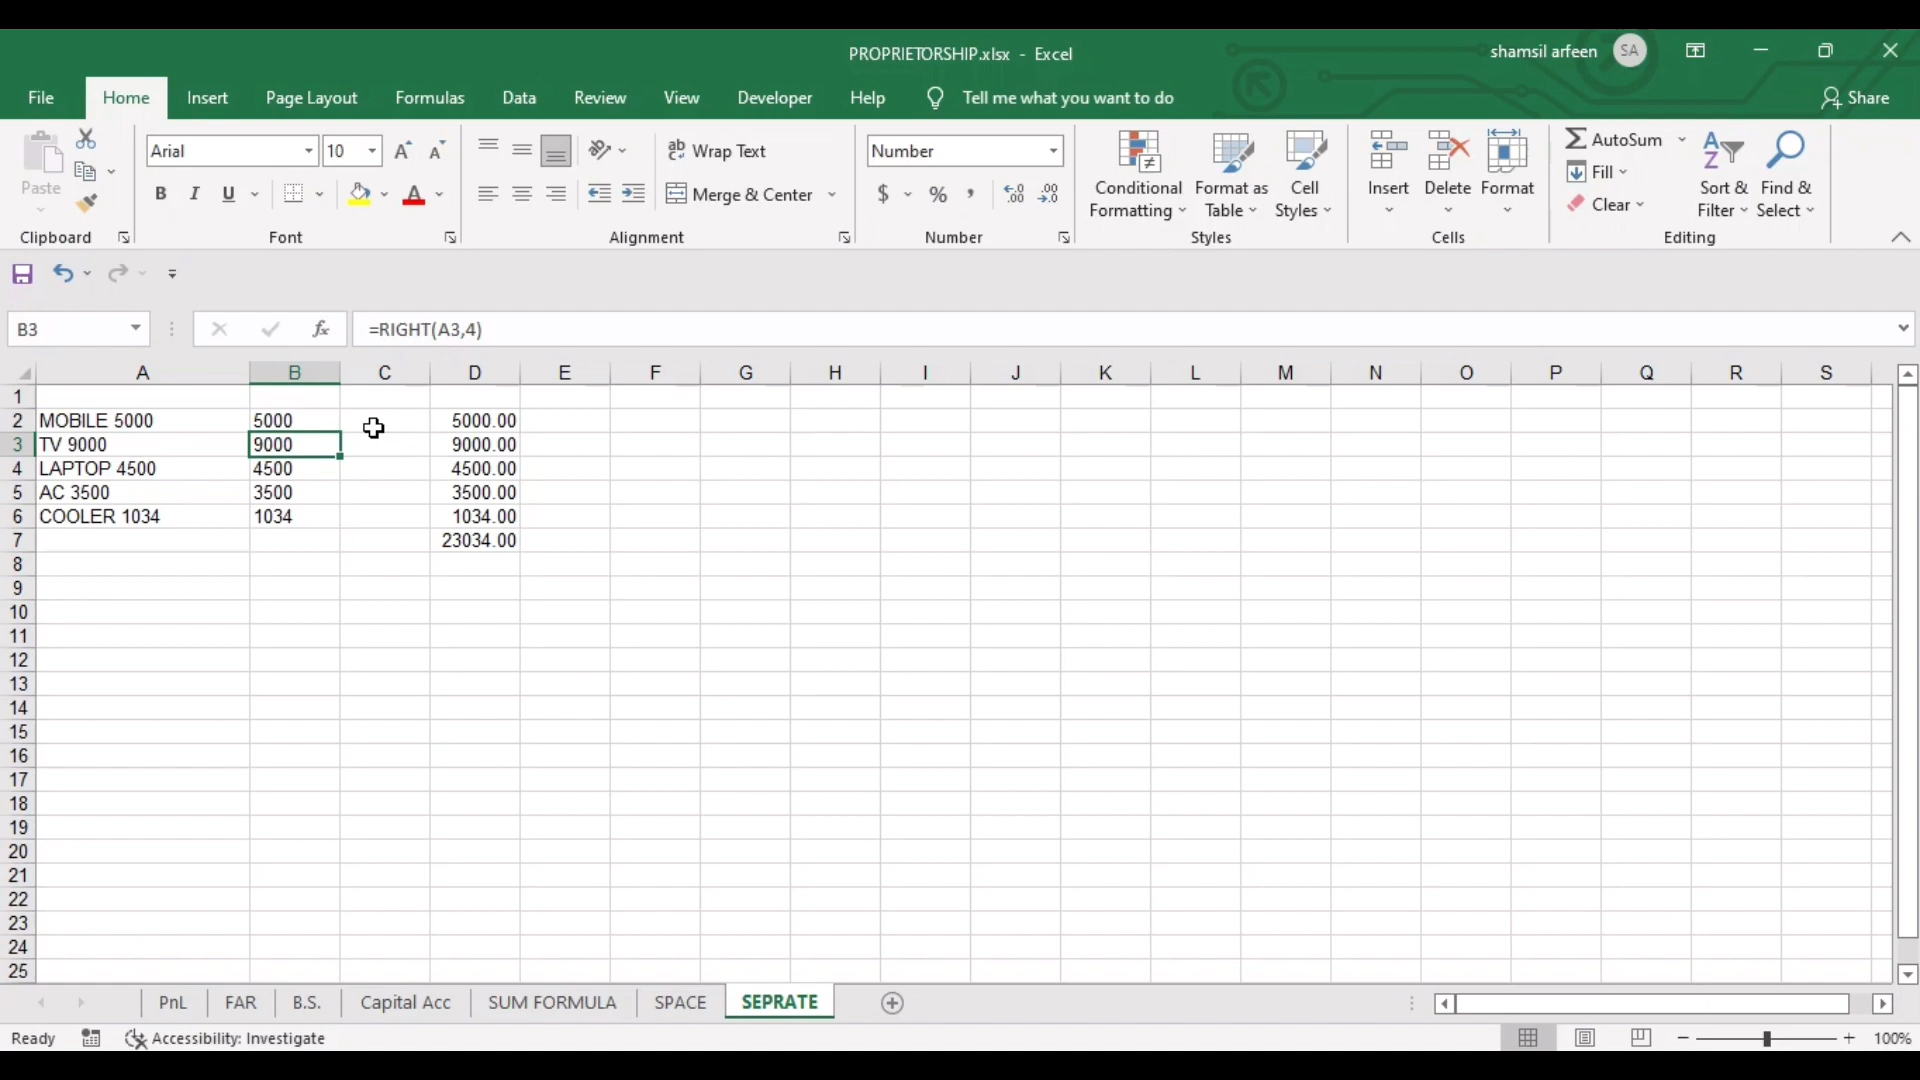 PROPRIETORSHIP.xlsx - Excel
shamsil arfeen SA
File Home Insert Page Layout Formulas Data Review View Developer Help Tell me what you want to do Share
Paste
Clipboard
Arial 10
B I U
Font
Wrap Text
Merge & Center
Alignment
Number
$ % ,
Number
Conditional Formatting
Format as Table
Cell Styles
Styles
Insert Delete Format
Cells
AutoSum
Fill
Clear
Sort & Filter
Find & Select
Editing
B3 fx =RIGHT(A3,4)
A B C D E F G H I J K L M N O P Q R S
1
2 MOBILE 5000 5000 5000.00
3 TV 9000 9000 9000.00
4 LAPTOP 4500 4500 4500.00
5 AC 3500 3500 3500.00
6 COOLER 1034 1034 1034.00
7 23034.00
8
9
10
11
12
13
14
15
16
17
18
19
20
21
22
23
24
25
PnL FAR B.S. Capital Acc SUM FORMULA SPACE SEPRATE
Ready Accessibility: Investigate 100%